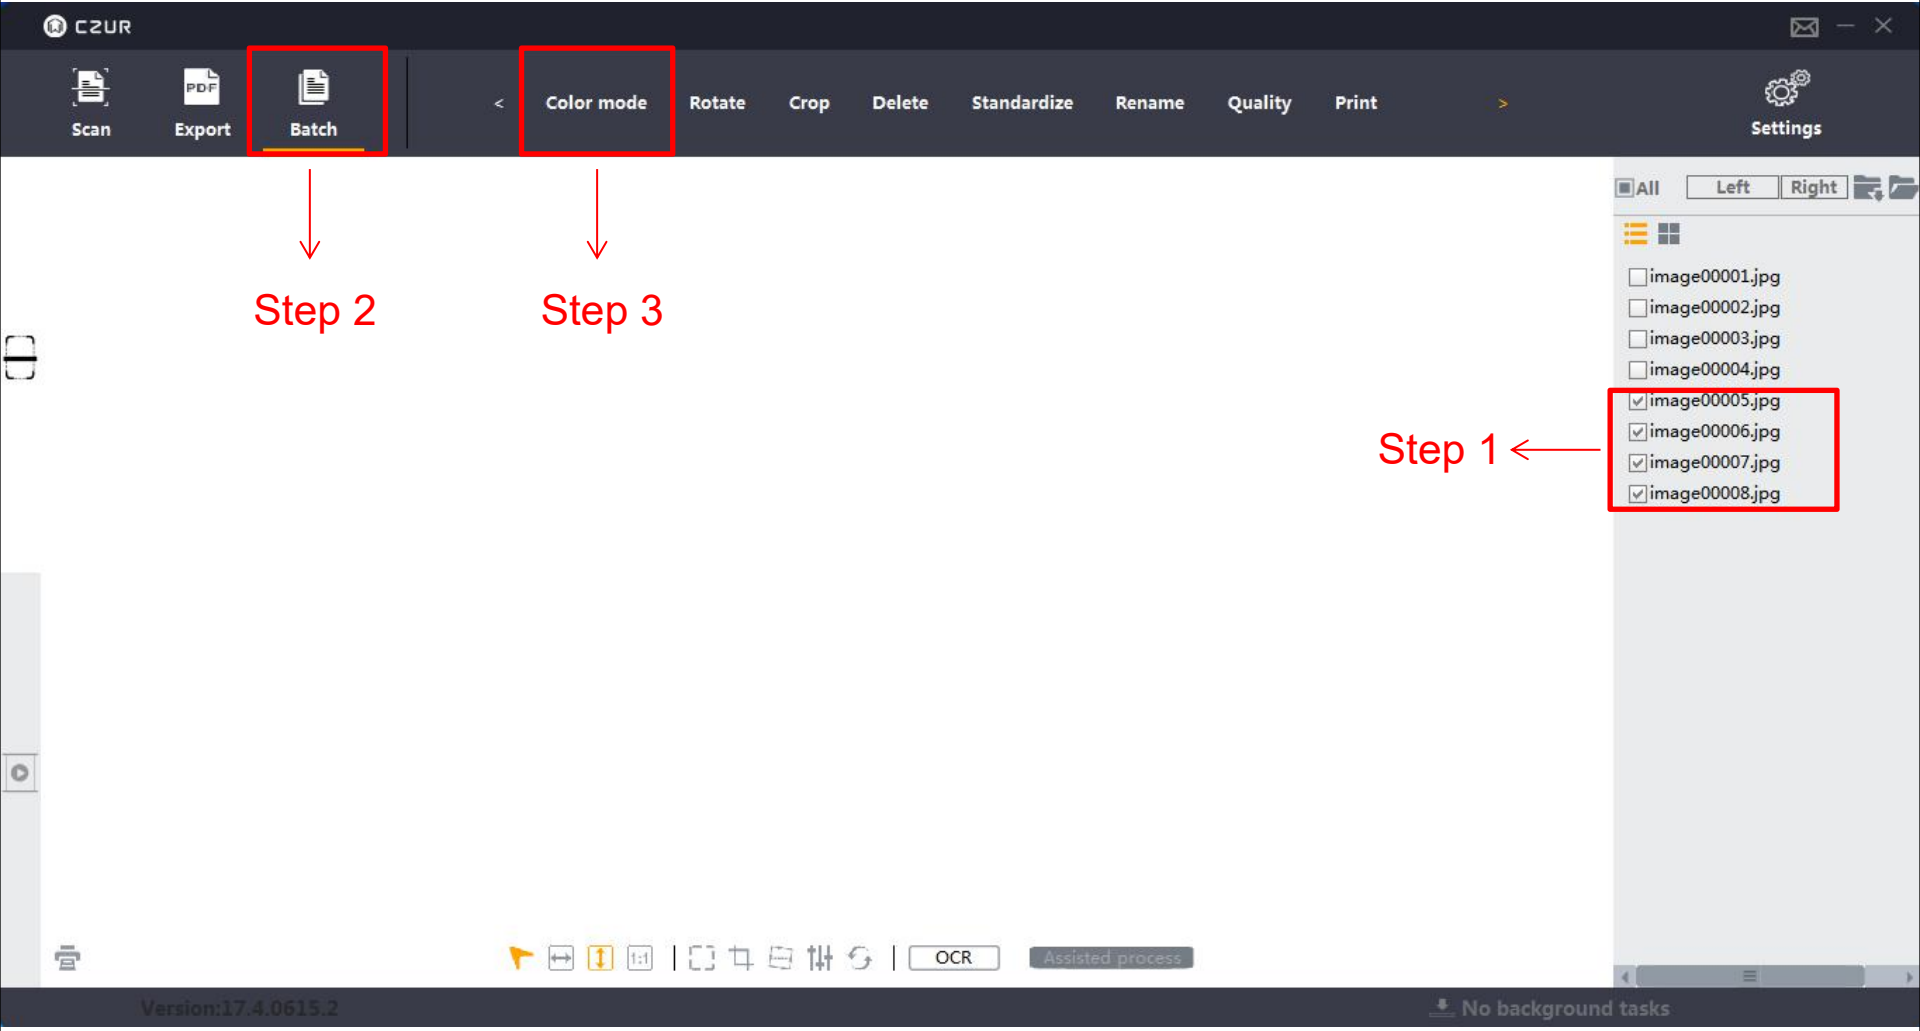 CZUR
PDF
Scan
Export
Batch
< Color mode Rotate Crop Delete Standardize Rename Quality Print >
Settings
All Left Right
Step 2
Step 3
image00001.jpg
image00002.jpg
image00003.jpg
image00004.jpg
image00005.jpg
image00006.jpg
image00007.jpg
image00008.jpg
Step 1
1:1
OCR
Assisted process
Version:17.4.0615.2
No background tasks